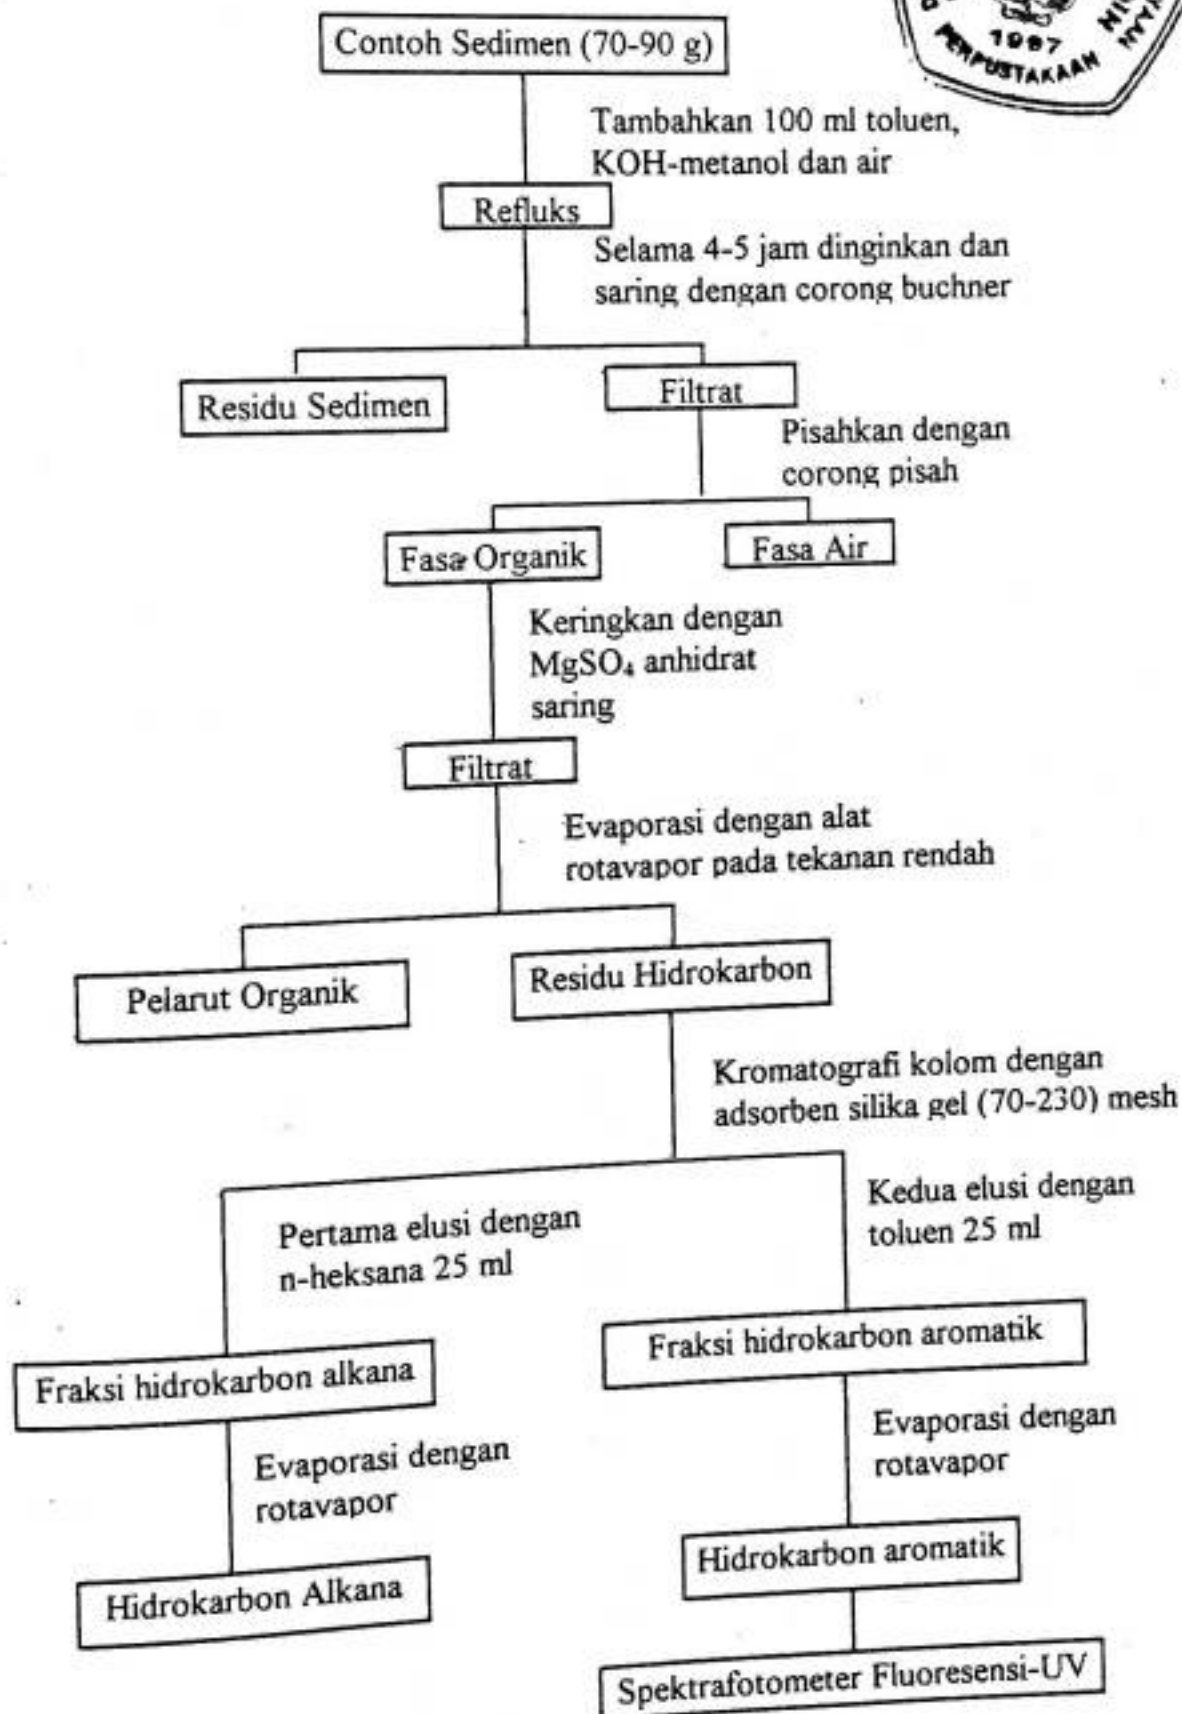 1987
PERPUSTAKAAN
Contoh Sedimen (70-90 g)
Tambahkan 100 ml toluen,
KOH-metanol dan air
Refluks
Selama 4-5 jam dinginkan dan
saring dengan corong buchner
Residu Sedimen
Filtrat
Pisahkan dengan
corong pisah
Fasa Organik
Fasa Air
Keringkan dengan
MgSO₄ anhidrat
saring
Filtrat
Evaporasi dengan alat
rotavapor pada tekanan rendah
Pelarut Organik
Residu Hidrokarbon
Kromatografi kolom dengan
adsorben silika gel (70-230) mesh
Pertama elusi dengan
n-heksana 25 ml
Kedua elusi dengan
toluen 25 ml
Fraksi hidrokarbon alkana
Fraksi hidrokarbon aromatik
Evaporasi dengan
rotavapor
Evaporasi dengan
rotavapor
Hidrokarbon Alkana
Hidrokarbon aromatik
Spektrafotometer Fluoresensi-UV